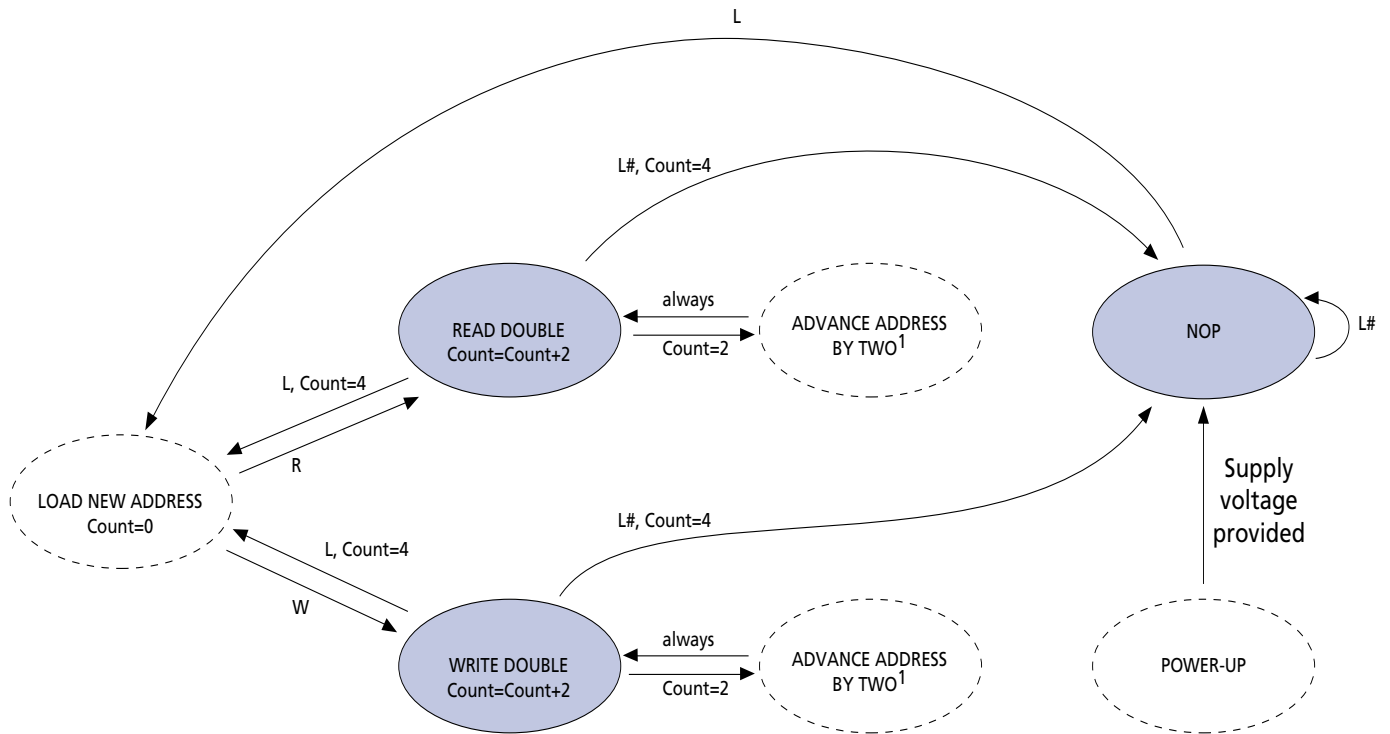 L
L#, Count=4
READ DOUBLE
Count=Count+2
always
Count=2
ADVANCE ADDRESS
BY TWO1
NOP
L#
L, Count=4
R
LOAD NEW ADDRESS
Count=0
Supply
voltage
provided
L#, Count=4
L, Count=4
W
WRITE DOUBLE
Count=Count+2
always
Count=2
ADVANCE ADDRESS
BY TWO1
POWER-UP